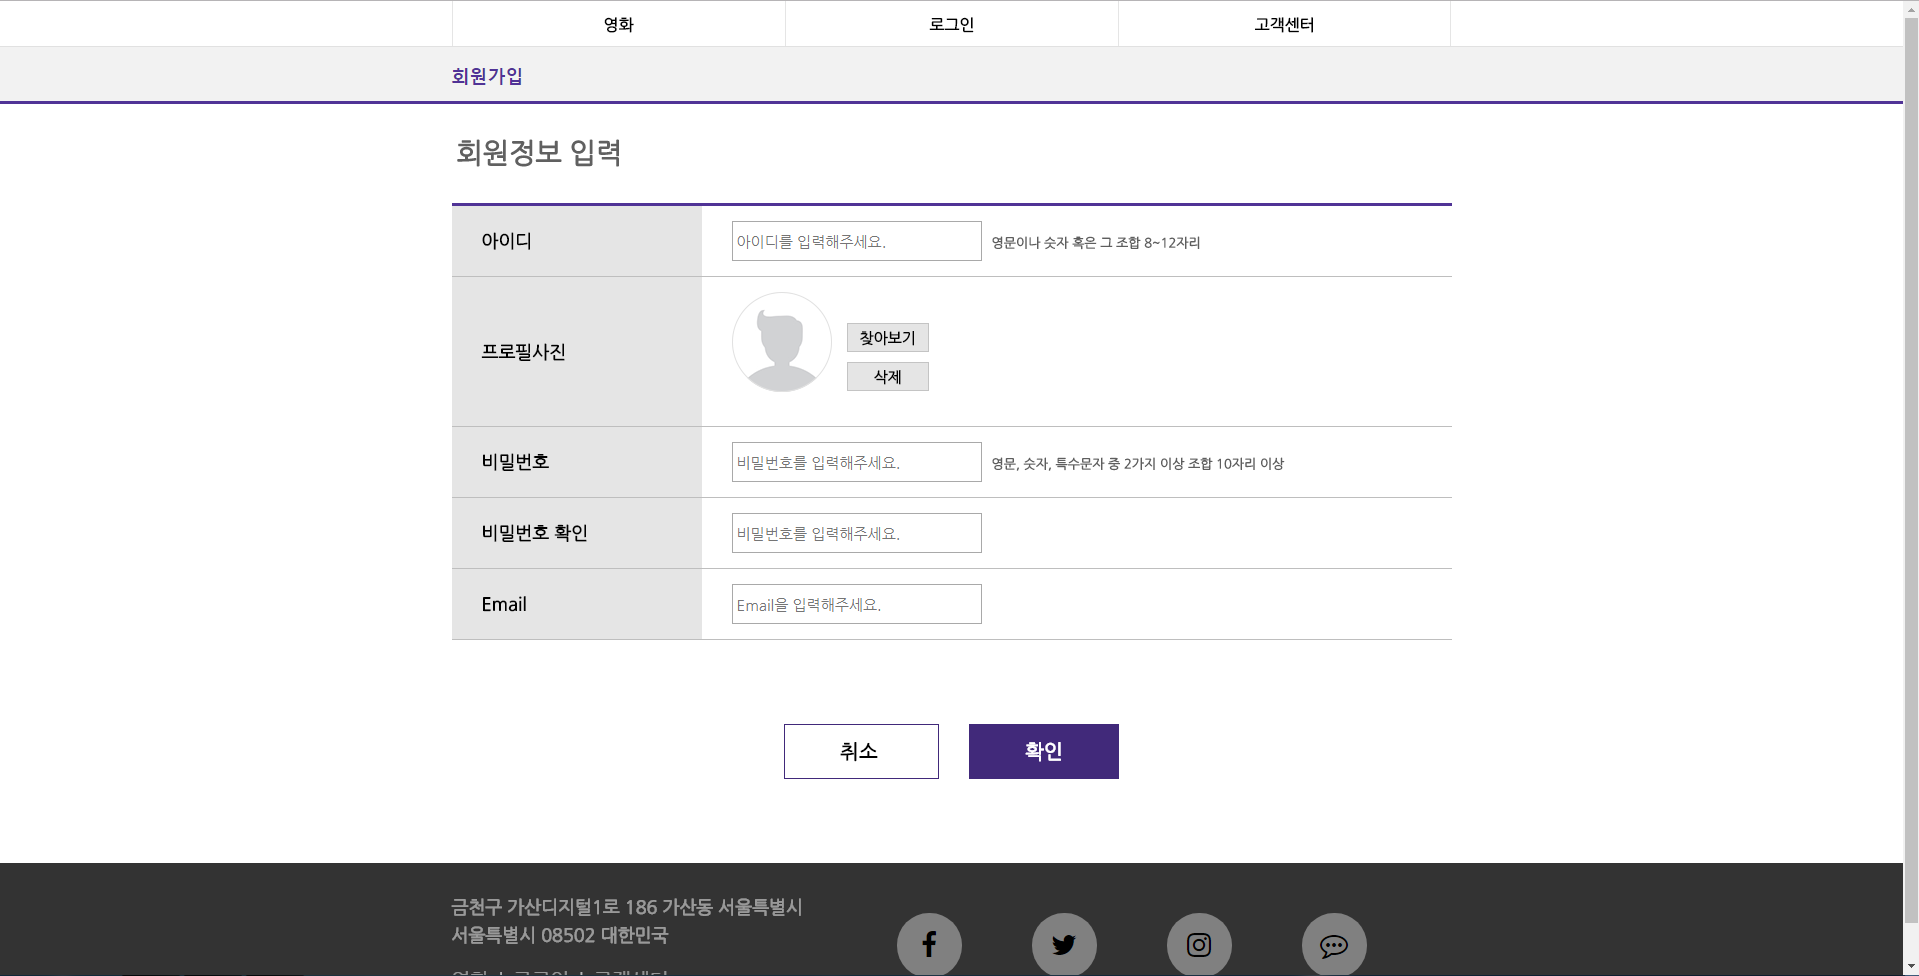 영화 로그인 고객센터
회원가입
회원정보 입력
아이디 아이디를 입력해주세요. 영문이나 숫자 혹은 그 조합 8~12자리
프로필사진 찾아보기
삭제
비밀번호 비밀번호를 입력해주세요. 영문, 숫자, 특수문자 중 2가지 이상 조합 10자리 이상
비밀번호 확인 비밀번호를 입력해주세요.
Email Email을 입력해주세요.
취소 확인
금천구 가산디지털1로 186 가산동 서울특별시
서울특별시 08502 대한민국